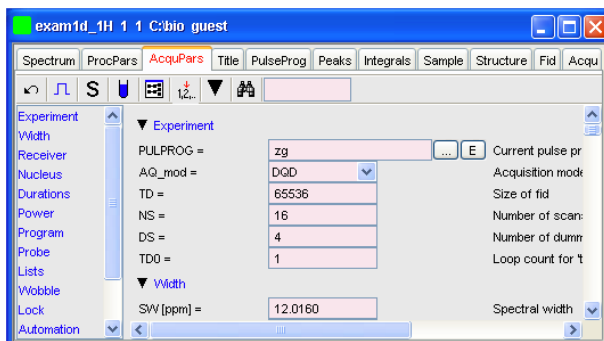 exam1d_1H 1 1 C:\bio guest
Spectrum ProcPars AcquPars Title PulseProg Peaks Integrals Sample Structure Fid Acqu
S 1,2,..
Experiment
Width
Receiver
Nucleus
Durations
Power
Program
Probe
Lists
Wobble
Lock
Automation
▼ Experiment
PULPROG = zg ... E Current pulse pr
AQ_mod = DQD Acquisition mode
TD = 65536 Size of fid
NS = 16 Number of scan
DS = 4 Number of dumm
TD0 = 1 Loop count for 't
▼ Width
SW [ppm] = 12.0160 Spectral width